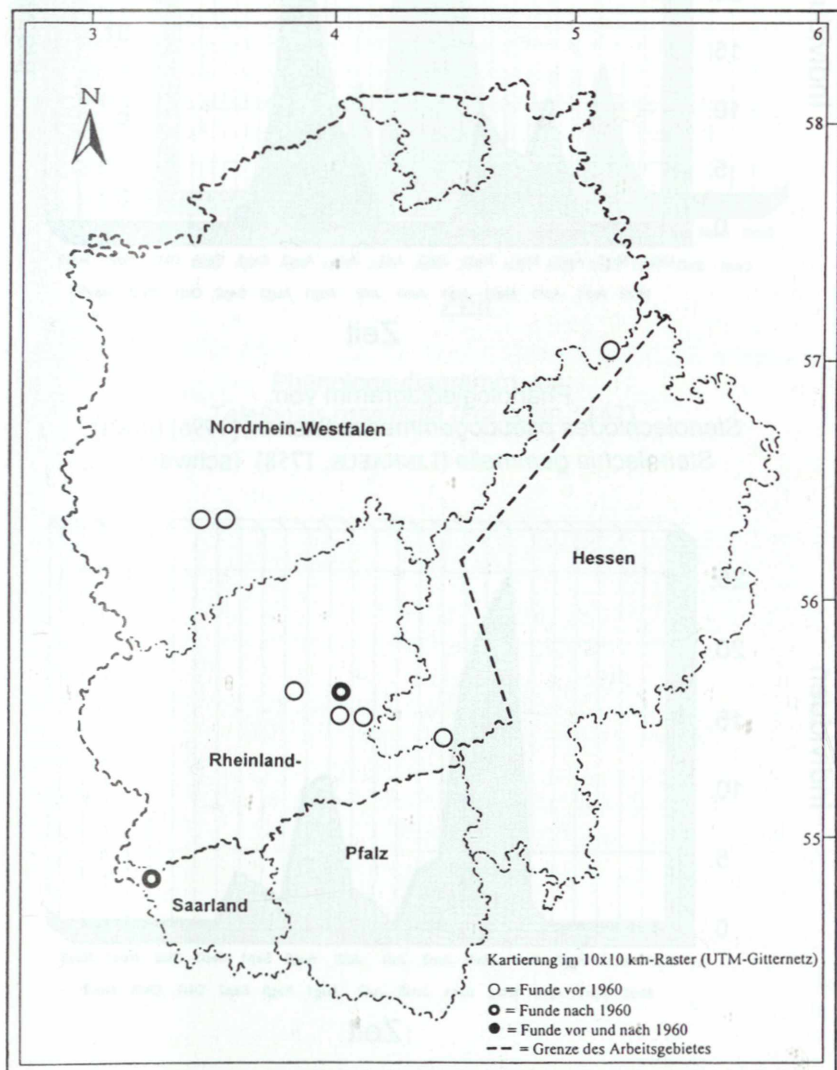 3 4 5 6
N
58
57
Nordrhein-Westfalen
Hessen
56
Rheinland-
55
Pfalz
Saarland
Kartierung im 10x10 km-Raster (UTM-Gitternetz)
= Funde vor 1960
= Funde nach 1960
= Funde vor und nach 1960
= Grenze des Arbeitsgebietes
Zeit
Zeit